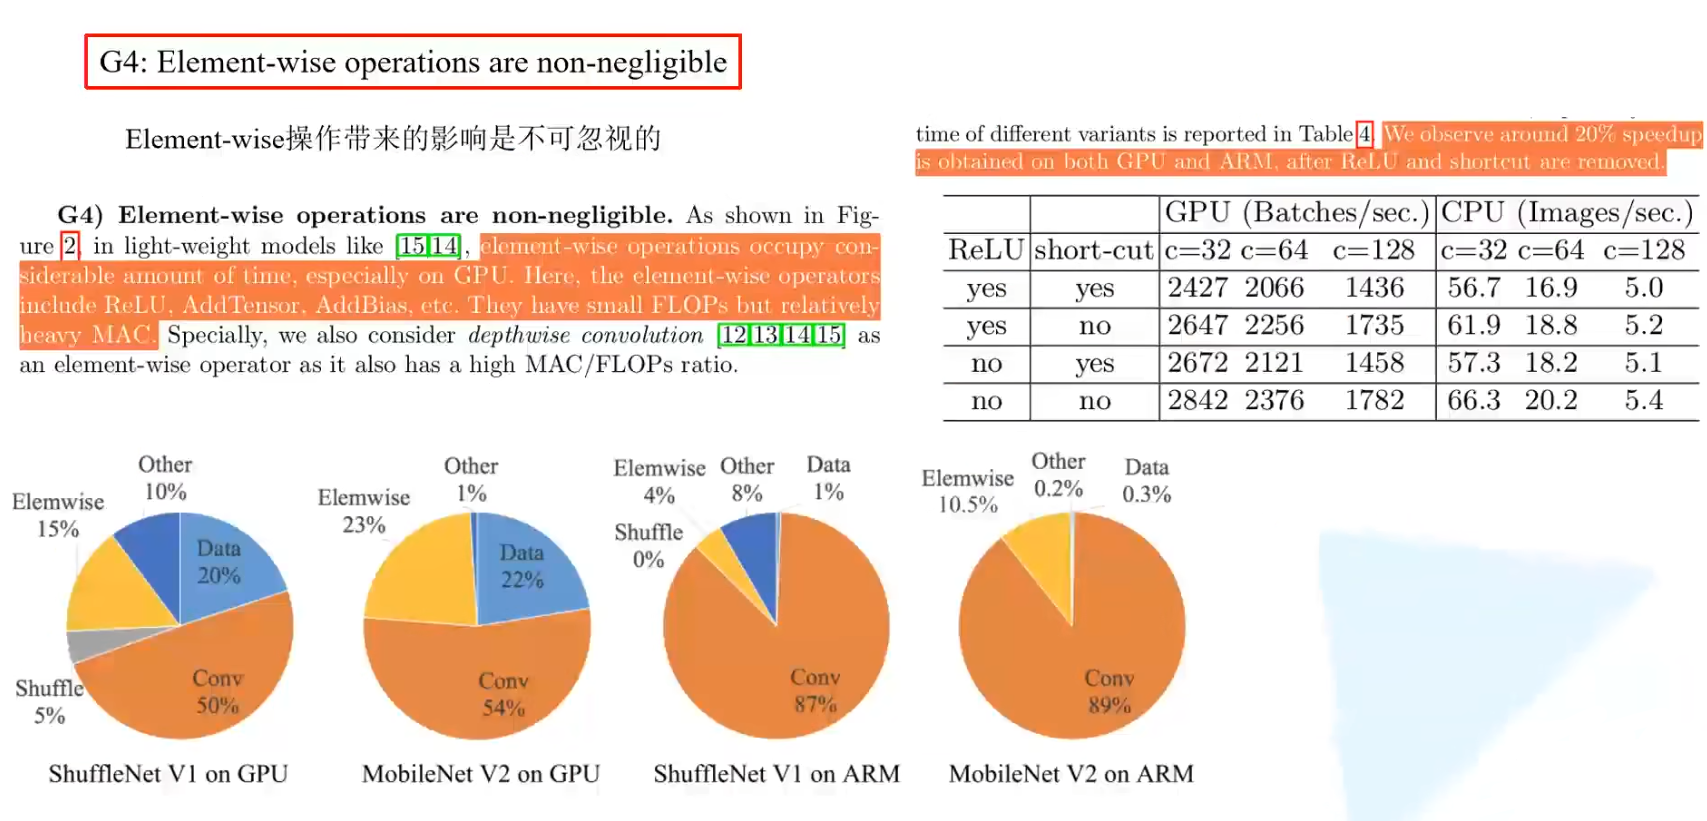 G4: Element-wise operations are non-negligible
Element-wise操作带来的影响是不可忽视的
G4) Element-wise operations are non-negligible. As shown in Fig-
ure 2, in light-weight models like [15,14], element-wise operations occupy con-
siderable amount of time, especially on GPU. Here, the element-wise operators
include ReLU, AddTensor, AddBias, etc. They have small FLOPs but relatively
heavy MAC. Specially, we also consider depthwise convolution [12,13,14,15] as
an element-wise operator as it also has a high MAC/FLOPs ratio.
time of different variants is reported in Table 4. We observe around 20% speedup
is obtained on both GPU and ARM, after ReLU and shortcut are removed.
GPU (Batches/sec.) CPU (Images/sec.)
ReLU short-cut c=32 c=64 c=128 c=32 c=64 c=128
yes yes 2427 2066 1436 56.7 16.9 5.0
yes no 2647 2256 1735 61.9 18.8 5.2
no yes 2672 2121 1458 57.3 18.2 5.1
no no 2842 2376 1782 66.3 20.2 5.4
Other
10%
Elemwise
15%
Data
20%
Shuffle
5%
Conv
50%
ShuffleNet V1 on GPU
Other
1%
Elemwise
23%
Data
22%
Conv
54%
MobileNet V2 on GPU
Elemwise
4%
Other
8%
Data
1%
Shuffle
0%
Conv
87%
ShuffleNet V1 on ARM
Elemwise
10.5%
Other
0.2%
Data
0.3%
Conv
89%
MobileNet V2 on ARM